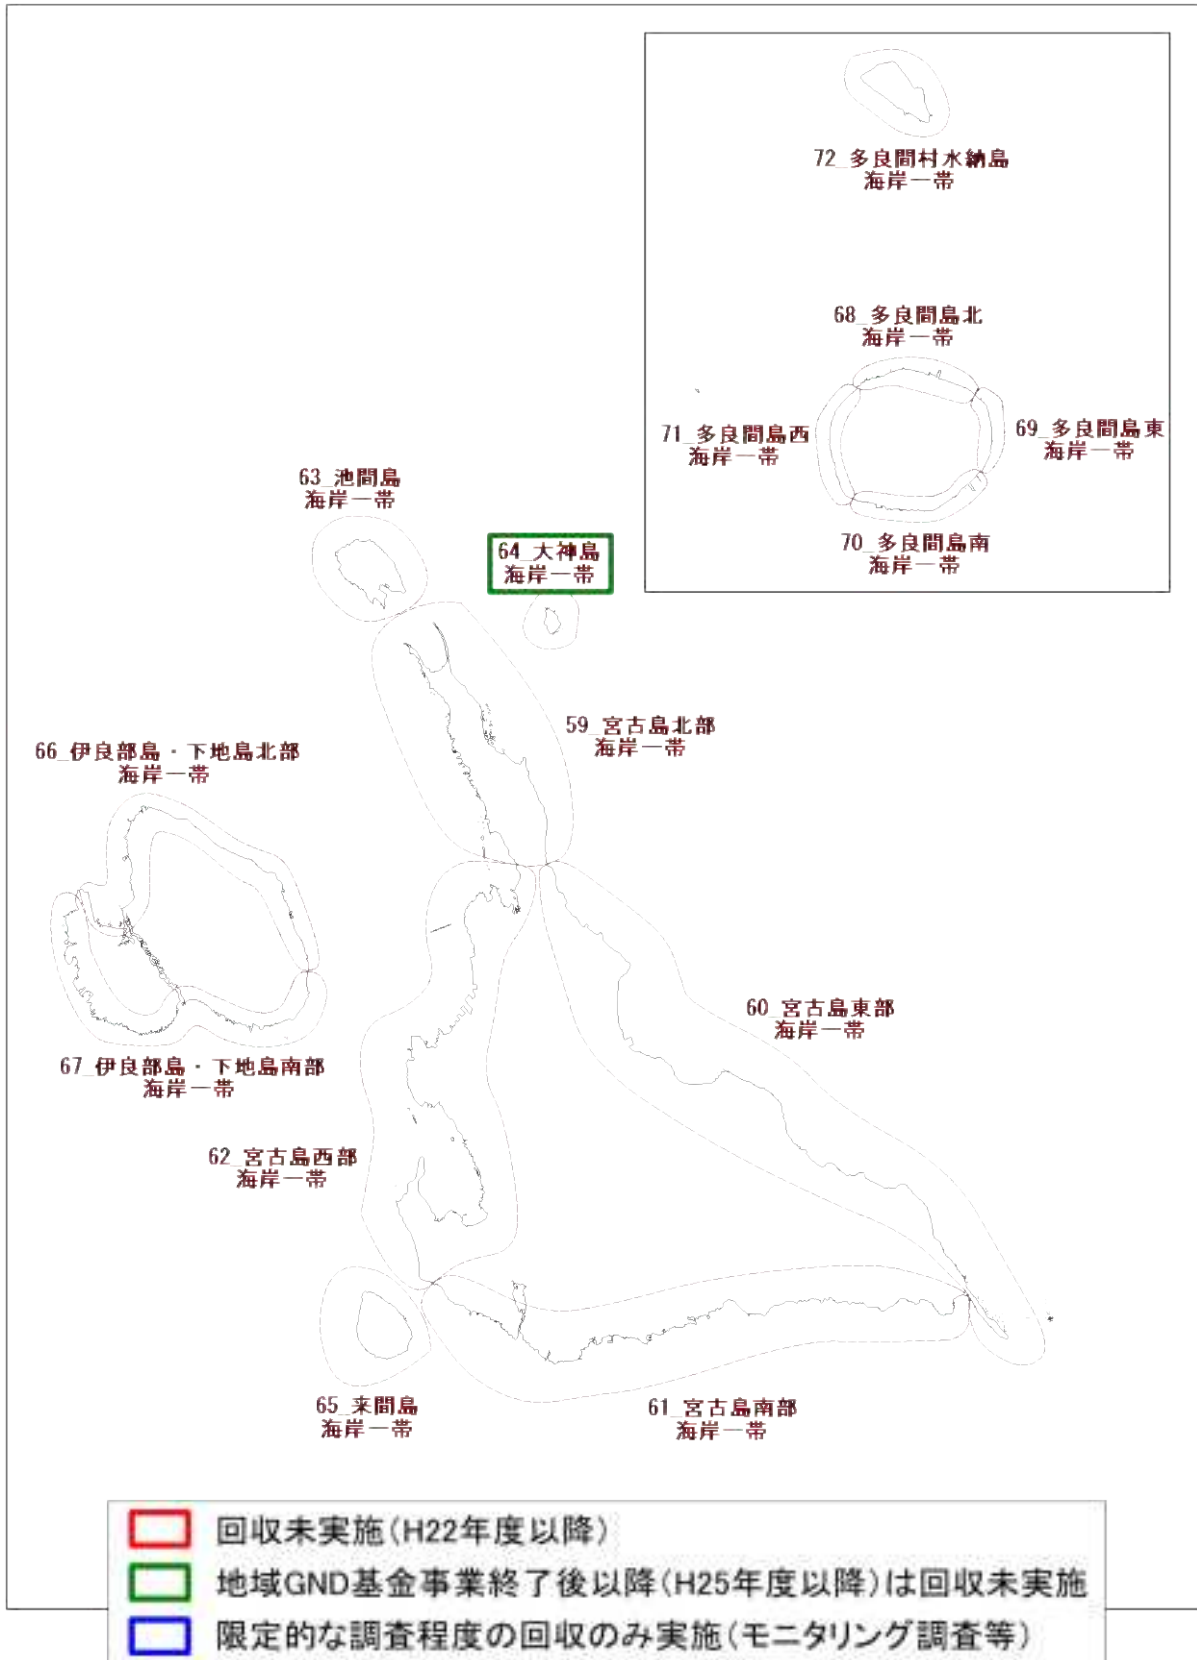 72_多良間村水納島
海岸一帯
68_多良間島北
海岸一帯
71_多良間島西
海岸一帯
69_多良間島東
海岸一帯
70_多良間島南
海岸一帯
63_池間島
海岸一帯
64_大神島
海岸一帯
59_宮古島北部
海岸一帯
66_伊良部島・下地島北部
海岸一帯
60_宮古島東部
海岸一帯
67_伊良部島・下地島南部
海岸一帯
62_宮古島西部
海岸一帯
65_来間島
海岸一帯
61_宮古島南部
海岸一帯
回収未実施(H22年度以降)
地域GND基金事業終了後以降(H25年度以降)は回収未実施
限定的な調査程度の回収のみ実施(モニタリング調査等)